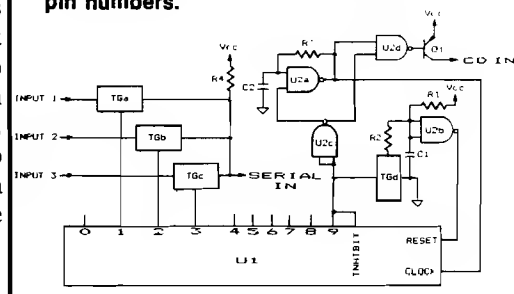 pin numbers.
Vcc
R3
U2d
Q1
CD IN
Vcc
R4
C2
U2a
INPUT 1
TGa
R1
Vcc
R2
U2b
C1
INPUT 2
TGb
U2c
INPUT 3
TGc
SERIAL IN
TGd
0 1 2 3 4 5 6 7 8 9
INHIBIT
RESET
U1
CLOCK